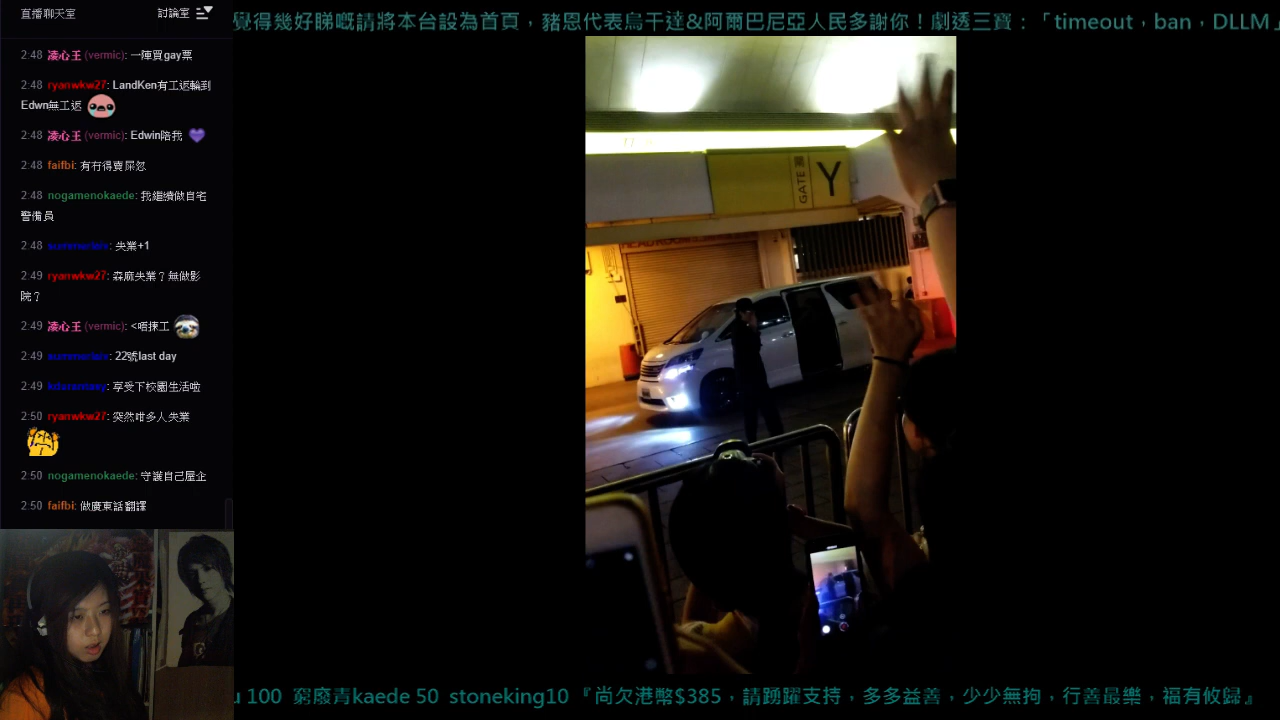 直播聊天室 討論室
覺得幾好睇嘅請將本台設為首頁，豬恩代表烏干達&阿爾巴尼亞人民多謝你！劇透三寶：「timeout，ban，DLLM
2:48 湊心王 (vermic): 一陣買gay票
2:48 ryanwkw27: LandKen有工返輪到
Edwn無工返
2:48 湊心王 (vermic): Edwin陪我
2:48 faifbi: 有冇得買屎忽
2:48 nogamenokaede: 我繼續做自宅
警備員
2:48 : 失業+1
2:49 ryanwkw27: 森麻失業？無做影
院？
2:49 湊心王 (vermic): <唔揀工
2:49 : 22號last day
2:49 : 享受下校園生活啦
2:50 ryanwkw27: 突然咁多人失業
2:50 nogamenokaede: 守護自己屋企
2:50 faifbi: 做廣東話翻譯
GATE 閘 Y
u 100 窮廢青kaede 50 stoneking10『尚欠港幣$385，請踴躍支持，多多益善，少少無拘，行善最樂，福有攸歸』